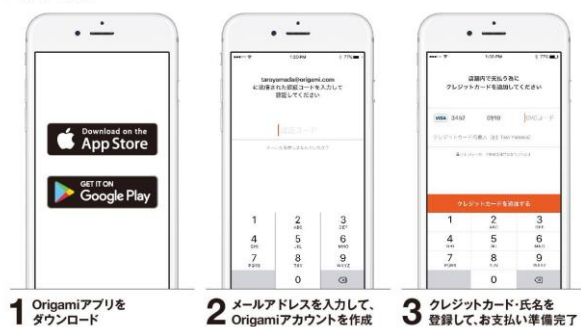 Download on the
App Store
GET IT ON
Google Play
1 Origamiアプリを
ダウンロード
1:00 PM
77%
taroyamada@origami.com
に送信された認証コードを入力して
認証してください
認証コード
1
2
ABC
3
DEF
4
GHI
5
JKL
6
MNO
7
PQRS
8
TUV
9
WXYZ
0
2 メールアドレスを入力して、
Origamiアカウントを作成
1:00 PM
77%
店舗内で支払う為に
クレジットカードを追加してください
VISA 3462 0910
クレジットカードを追加する
1
2
ABC
3
DEF
4
GHI
5
JKL
6
MNO
7
PQRS
8
TUV
9
WXYZ
0
3 クレジットカード・氏名を
登録して、お支払い準備完了